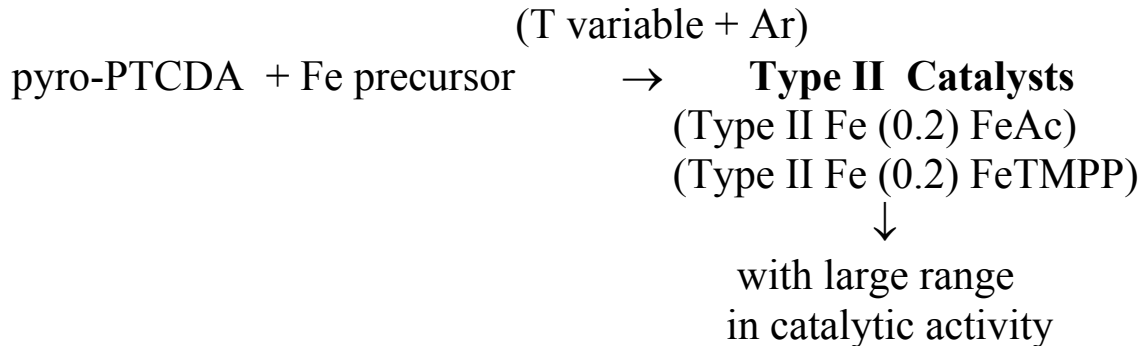 (T variable + Ar)
pyro-PTCDA + Fe precursor → Type II Catalysts
(Type II Fe (0.2) FeAc)
(Type II Fe (0.2) FeTMPP)
↓
with large range
in catalytic activity